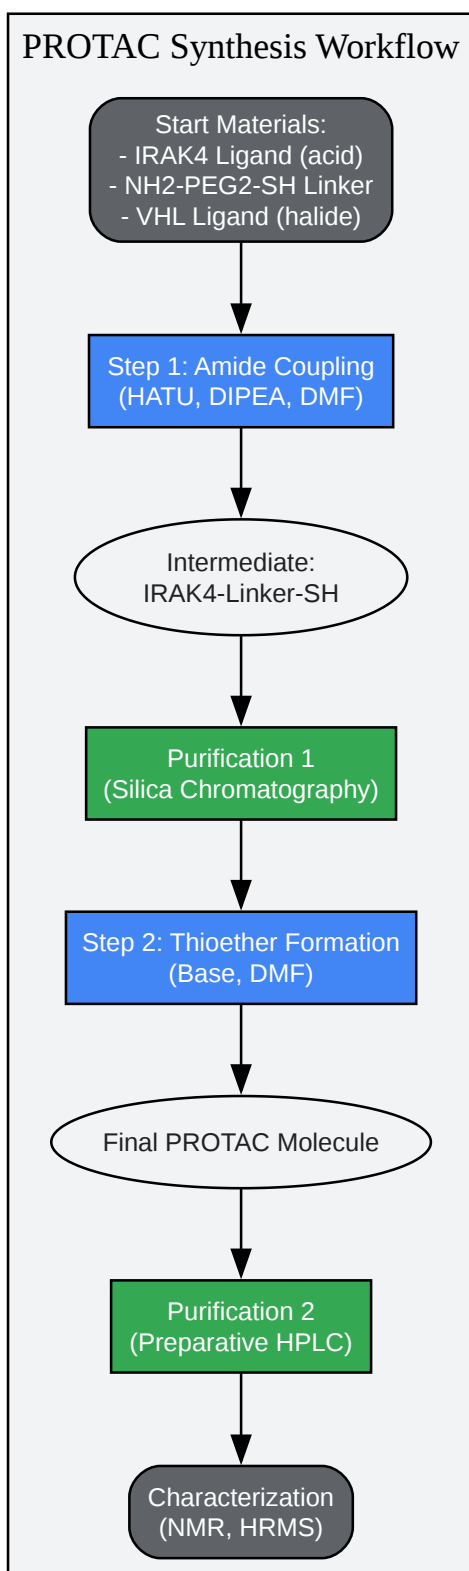 PROTAC Synthesis Workflow
Start Materials:
- IRAK4 Ligand (acid)
- NH2-PEG2-SH Linker
- VHL Ligand (halide)
Step 1: Amide Coupling
(HATU, DIPEA, DMF)
Intermediate:
IRAK4-Linker-SH
Purification 1
(Silica Chromatography)
Step 2: Thioether Formation
(Base, DMF)
Final PROTAC Molecule
Purification 2
(Preparative HPLC)
Characterization
(NMR, HRMS)